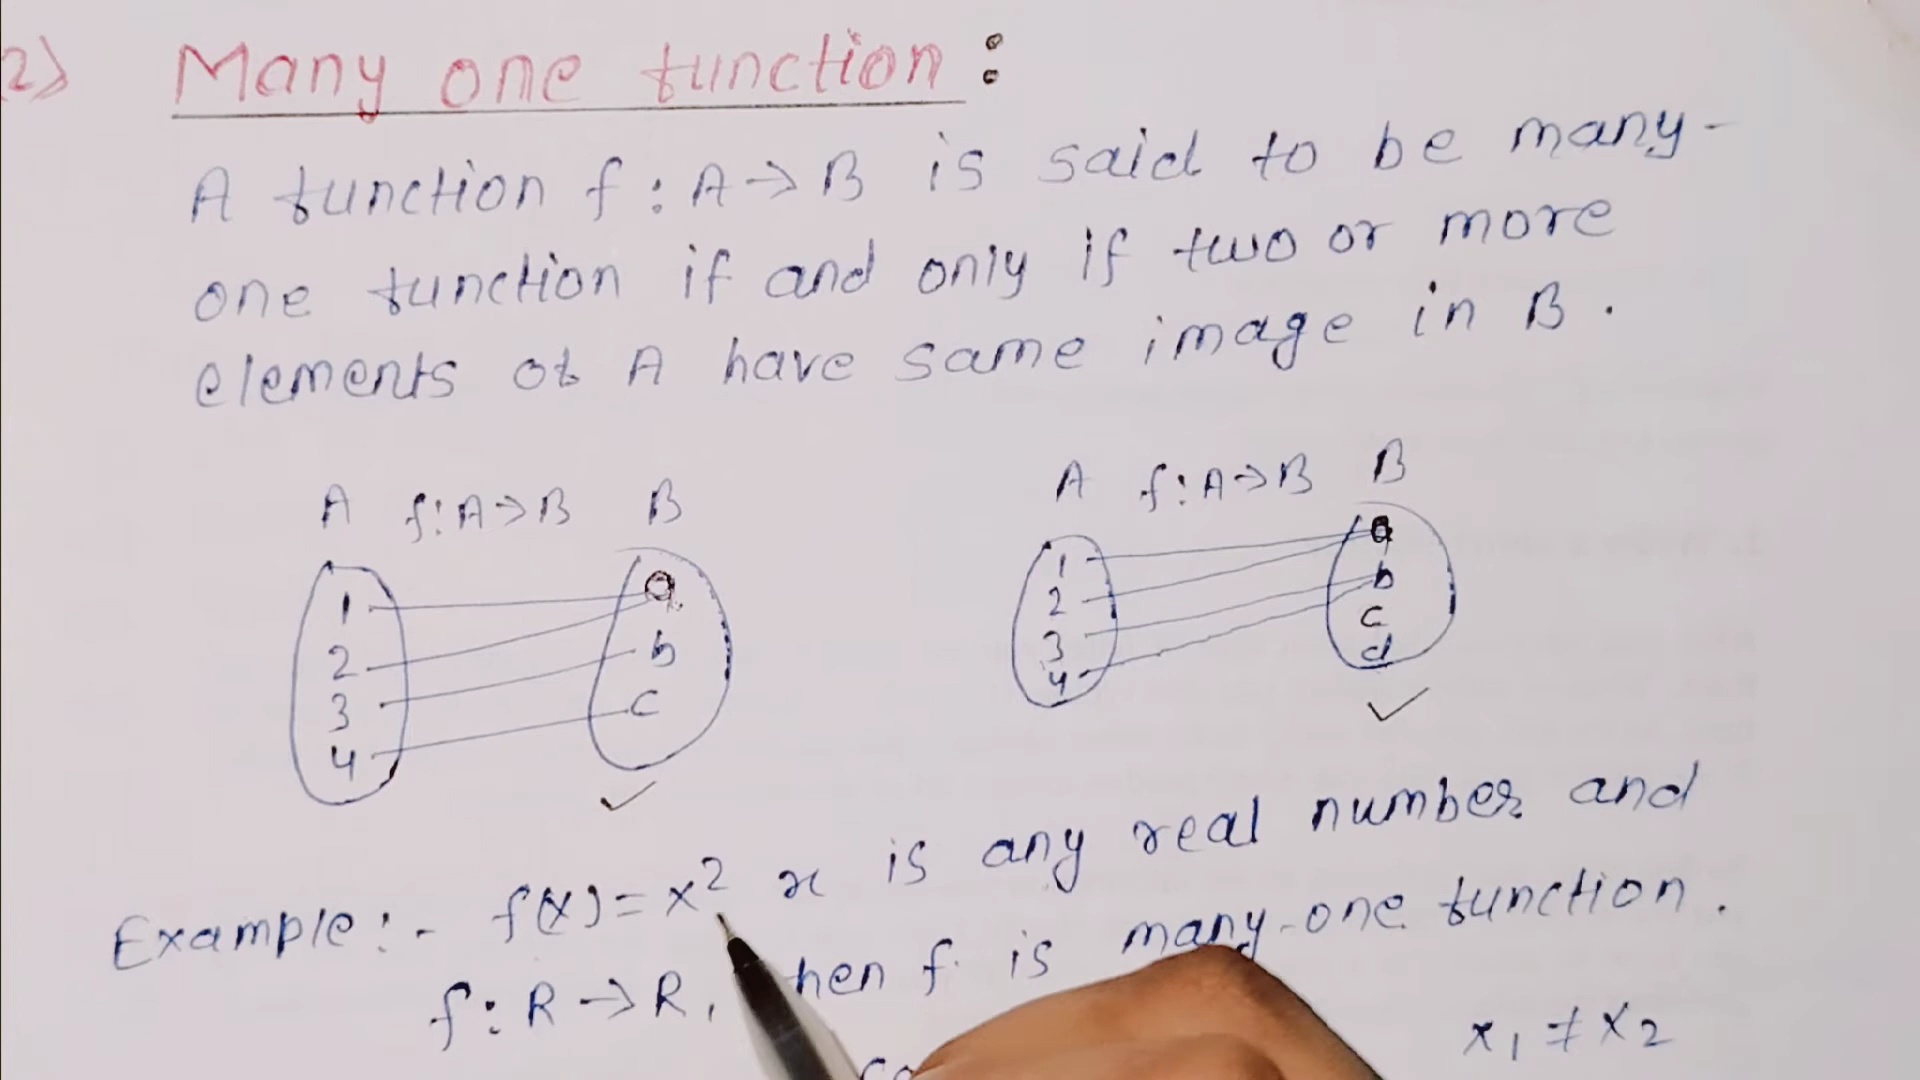 2) Many one function :
A function f : A → B is said to be many-
one function if and only if two or more
elements of A have same image in B.
A f : A → B B
1 a
2 b
3 c
4
A f : A → B B
1 a
2 b
3 c
4 d
Example :- f(x) = x² x is any real number and
f : R → R, then f is many-one function.
x₁ ≠ x₂